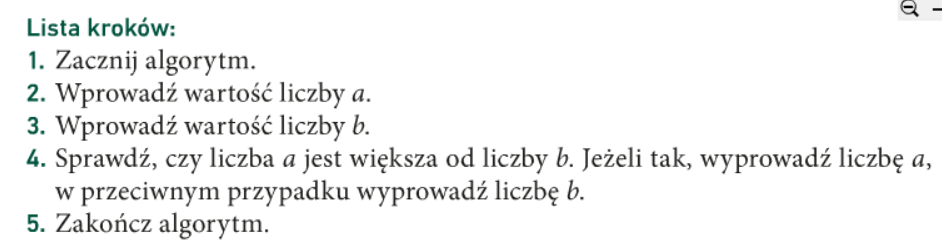 Lista kroków:
1. Zacznij algorytm.
2. Wprowadź wartość liczby a.
3. Wprowadź wartość liczby b.
4. Sprawdź, czy liczba a jest większa od liczby b. Jeżeli tak, wyprowadź liczbę a,
w przeciwnym przypadku wyprowadź liczbę b.
5. Zakończ algorytm.